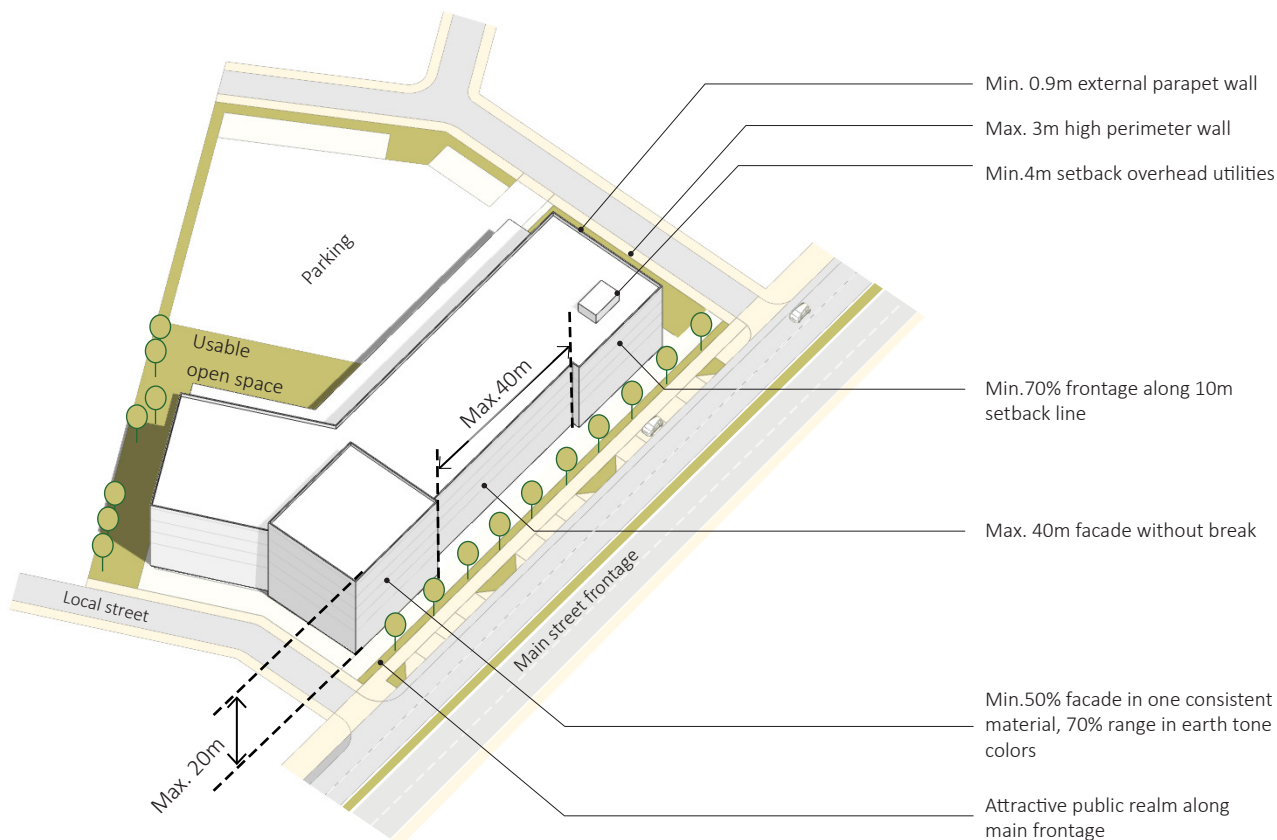 Min. 0.9m external parapet wall
Max. 3m high perimeter wall
Min.4m setback overhead utilities
Parking
Usable
open space
Max.40m
Min.70% frontage along 10m
setback line
Max. 40m facade without break
Local street
Main street frontage
Max. 20m
Min.50% facade in one consistent
material, 70% range in earth tone
colors
Attractive public realm along
main frontage